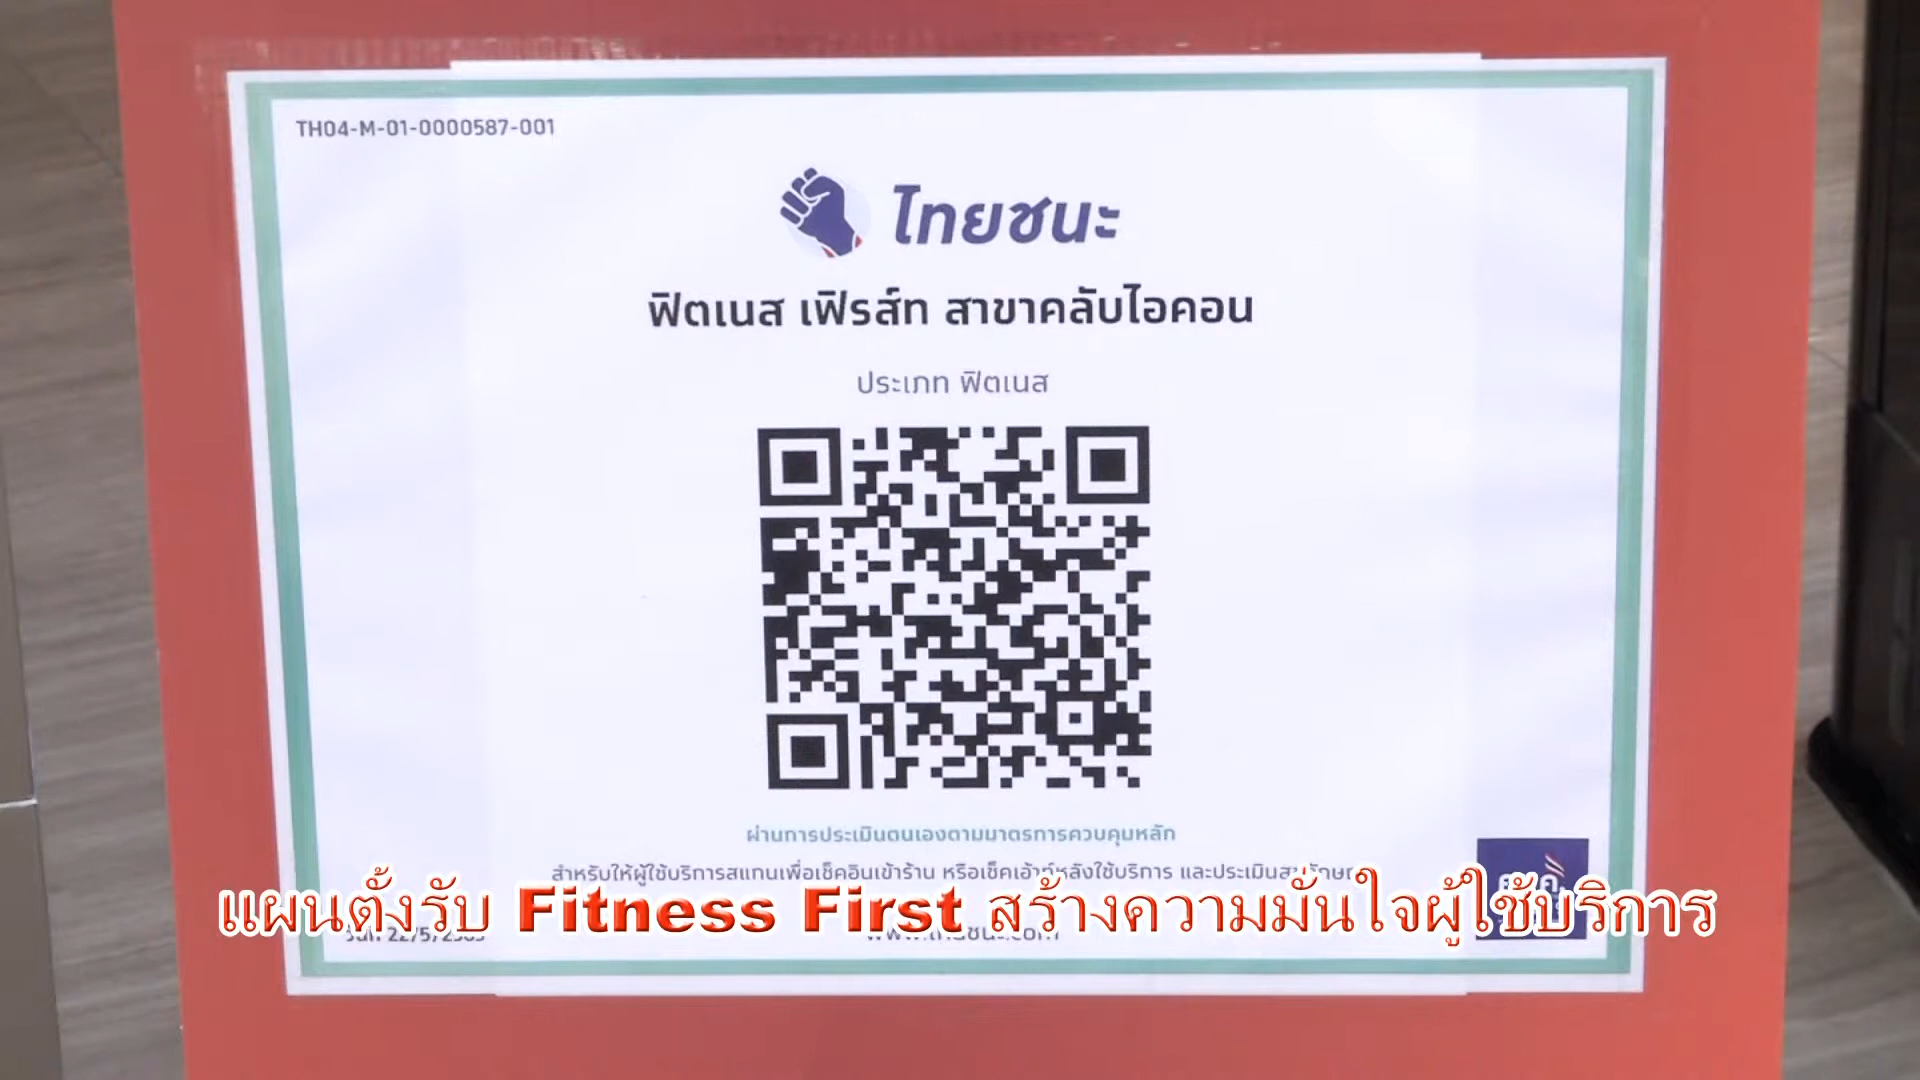 TH04-M-01-0000587-001
ไทยชนะ
ฟิตเนส เฟิรส์ท สาขาคลับไอคอน
ประเภท ฟิตเนส
ผ่านการประเมินตนเองตามมาตรการควบคุมหลัก
สำหรับให้ผู้ใช้บริการสแกนเพื่อเช็คอินเข้าร้าน หรือเช็คเอ้าท์หลังใช้บริการ และประเมิน
แผนตั้งรับ Fitness First สร้างความมั่นใจผู้ใช้บริการ